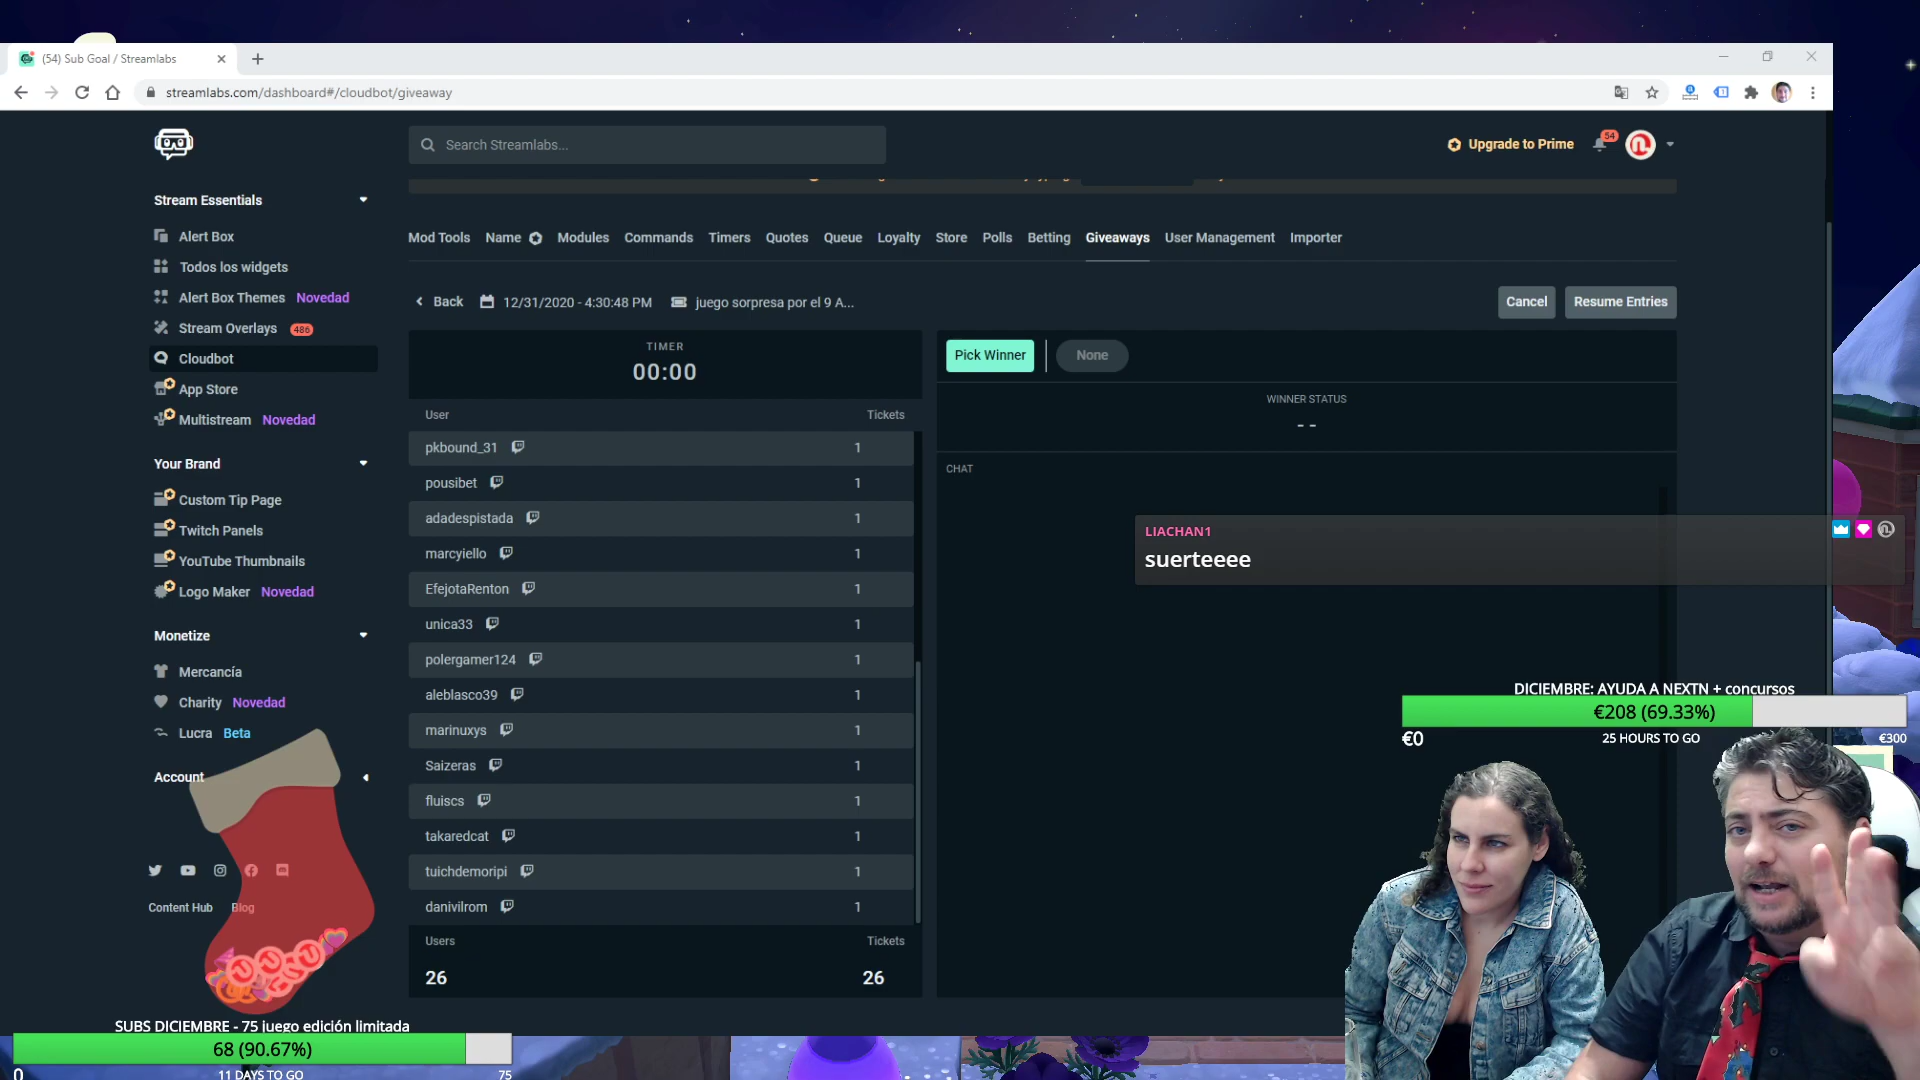 (54) Sub Goal / Streamlabs
streamlabs.com/dashboard#/cloudbot/giveaway
Search Streamlabs...
Upgrade to Prime
54
Stream Essentials
Alert Box
Todos los widgets
Alert Box Themes Novedad
Stream Overlays 486
Cloudbot
App Store
Multistream Novedad
Your Brand
Custom Tip Page
Twitch Panels
YouTube Thumbnails
Logo Maker Novedad
Monetize
Mercancía
Charity Novedad
Lucra Beta
Account
Content Hub Blog
Mod Tools Name Modules Commands Timers Quotes Queue Loyalty Store Polls Betting Giveaways User Management Importer
Back 12/31/2020 - 4:30:48 PM juego sorpresa por el 9 A...
Cancel Resume Entries
TIMER
00:00
User Tickets
pkbound_31 1
pousibet 1
adadespistada 1
marcyiello 1
EfejotaRenton 1
unica33 1
polergamer124 1
aleblasco39 1
marinuxys 1
Saizeras 1
fluiscs 1
takaredcat 1
tuichdemoripi 1
danivilrom 1
Users Tickets
26 26
Pick Winner None
WINNER STATUS
--
CHAT
LIACHAN1
suerteeee
DICIEMBRE: AYUDA A NEXTN + concursos
€208 (69.33%)
€0 25 HOURS TO GO €300
SUBS DICIEMBRE - 75 juego edición limitada
68 (90.67%)
0 11 DAYS TO GO 75